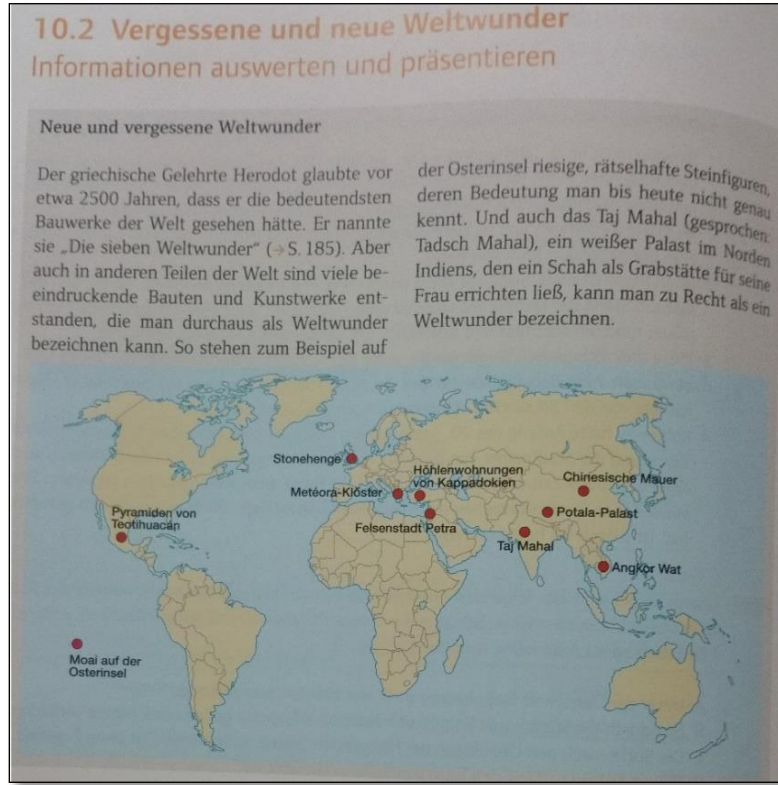 10.2 Vergessene und neue Weltwunder
Informationen auswerten und präsentieren
Neue und vergessene Weltwunder
Der griechische Gelehrte Herodot glaubte vor
etwa 2500 Jahren, dass er die bedeutendsten
Bauwerke der Welt gesehen hätte. Er nannte
sie „Die sieben Weltwunder“ (→ S. 185). Aber
auch in anderen Teilen der Welt sind viele be-
eindruckende Bauten und Kunstwerke ent-
standen, die man durchaus als Weltwunder
bezeichnen kann. So stehen zum Beispiel auf
der Osterinsel riesige, rätselhafte Steinfiguren,
deren Bedeutung man bis heute nicht genau
kennt. Und auch das Taj Mahal (gesprochen:
Tadsch Mahal), ein weißer Palast im Norden
Indiens, den ein Schah als Grabstätte für seine
Frau errichten ließ, kann man zu Recht als ein
Weltwunder bezeichnen.
Stonehenge
Metéora-Klöster
Höhlenwohnungen
von Kappadokien
Chinesische Mauer
Pyramiden von
Teotihuacán
Felsenstadt Petra
Potala-Palast
Taj Mahal
Angkor Wat
Moai auf der
Osterinsel